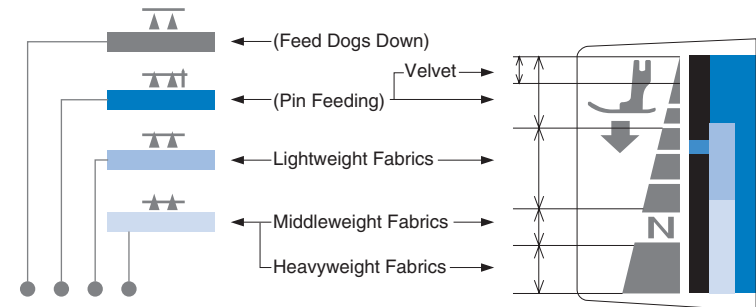 (Feed Dogs Down)
Velvet
(Pin Feeding)
Lightweight Fabrics
Middleweight Fabrics
N
Heavyweight Fabrics